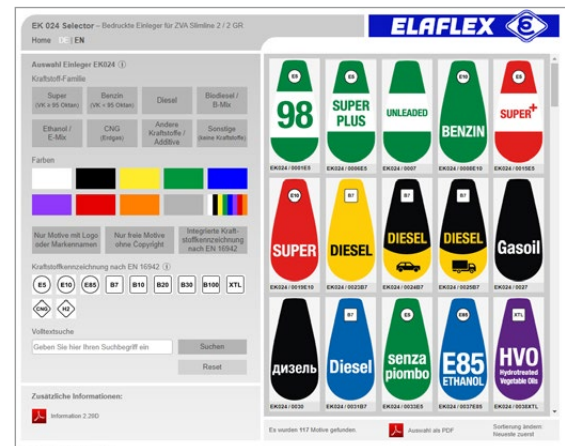 EK 024 Selector – Bedruckte Einleger für ZVA Slimline 2 / 2 GR
Home DE | EN
ELAFLEX
Auswahl Einleger EK024
Kraftstoff-Familie
Super (VK ≥ 95 Oktan)
Benzin (VK < 95 Oktan)
Diesel
Biodiesel / B-Mix
Ethanol / E-Mix
CNG (Erdgas)
Andere Kraftstoffe / Additive
Sonstige (keine Kraftstoffe)
Farben
Nur Motive mit Logo oder Markennamen
Nur freie Motive ohne Copyright
Integrierte Kraftstoffkennzeichnung nach EN 16942
Kraftstoffkennzeichnung nach EN 16942
E5 E10 E85 B7 B10 B20 B30 B100 XTL
CNG H2
Volltextsuche
Geben Sie hier Ihren Suchbegriff ein
Suchen
Reset
Zusätzliche Informationen:
Information 2.20D
E5 98
E5 SUPER PLUS
UNLEADED
E10 BENZIN
E5 SUPER+
EK024 / 0001E5
EK024 / 0006E5
EK024 / 0007
EK024 / 0008E10
EK024 / 0015E5
E10 SUPER
B7 DIESEL
B7 DIESEL
B7 DIESEL
Gasoil
EK024 / 0019E10
EK024 / 0023B7
EK024 / 0024B7
EK024 / 0025B7
EK024 / 0027
дизель
B7 Diesel
E5 senza piombo
E85 E85 ETHANOL
XTL HVO Hydrotreated Vegetable Oils
EK024 / 0030
EK024 / 0031B7
EK024 / 0033E5
EK024 / 0037E85
EK024 / 0038XTL
Es wurden 117 Motive gefunden.
Auswahl als PDF
Sortierung ändern:
Neueste zuerst